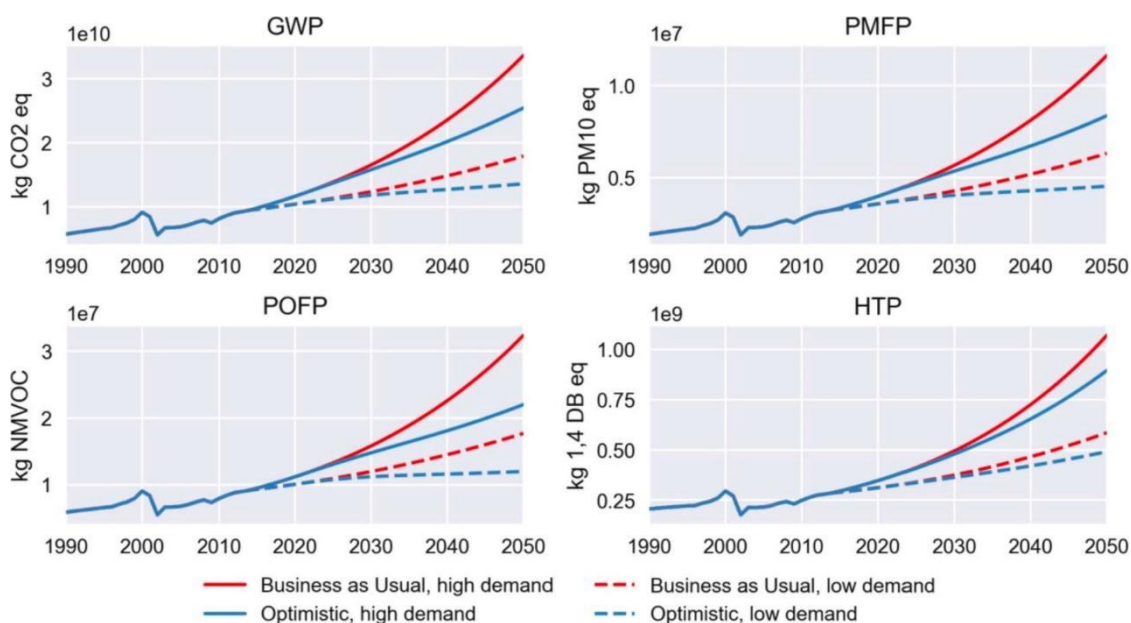 GWP
1e10
kg CO2 eq
3
2
1
1990 2000 2010 2020 2030 2040 2050
PMFP
1e7
kg PM10 eq
1.0
0.5
1990 2000 2010 2020 2030 2040 2050
POFP
1e7
kg NMVOC
3
2
1
1990 2000 2010 2020 2030 2040 2050
HTP
1e9
kg 1,4 DB eq
1.00
0.75
0.50
0.25
1990 2000 2010 2020 2030 2040 2050
Business as Usual, high demand
Optimistic, high demand
Business as Usual, low demand
Optimistic, low demand